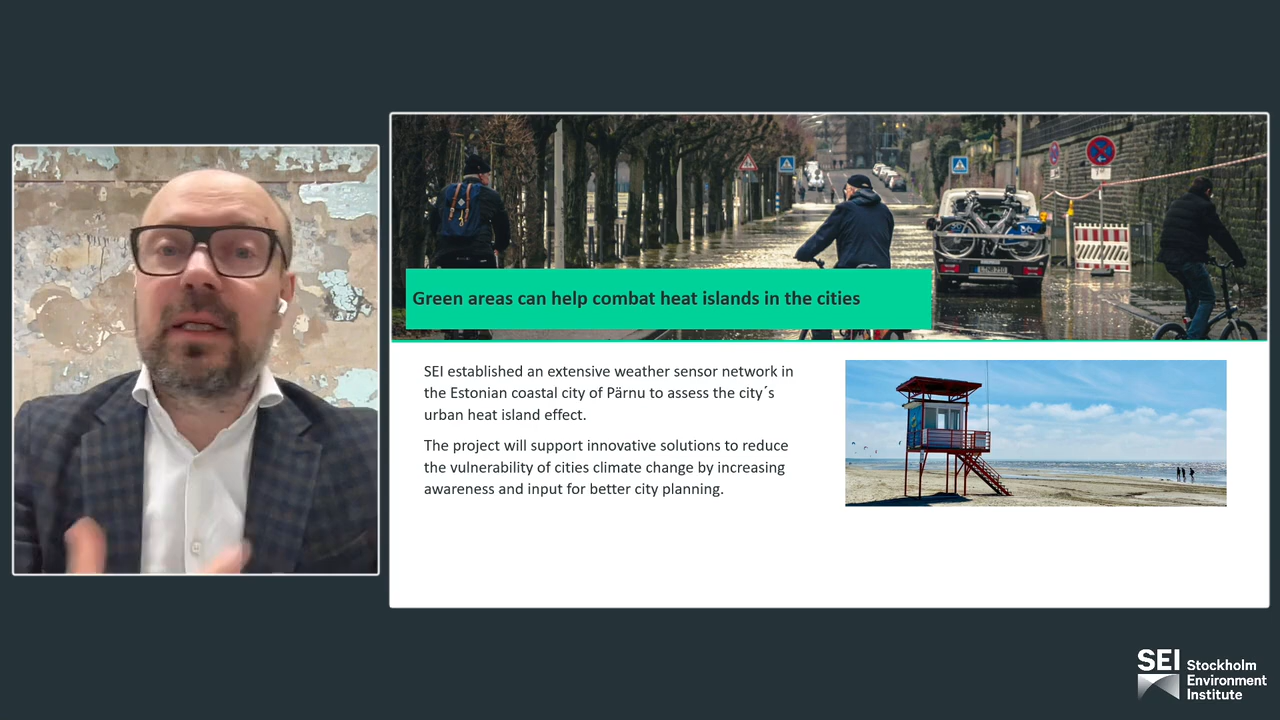 Green areas can help combat heat islands in the cities
SEI established an extensive weather sensor network in
the Estonian coastal city of Pärnu to assess the city´s
urban heat island effect.
The project will support innovative solutions to reduce
the vulnerability of cities climate change by increasing
awareness and input for better city planning.
SEI Stockholm
Environment
Institute